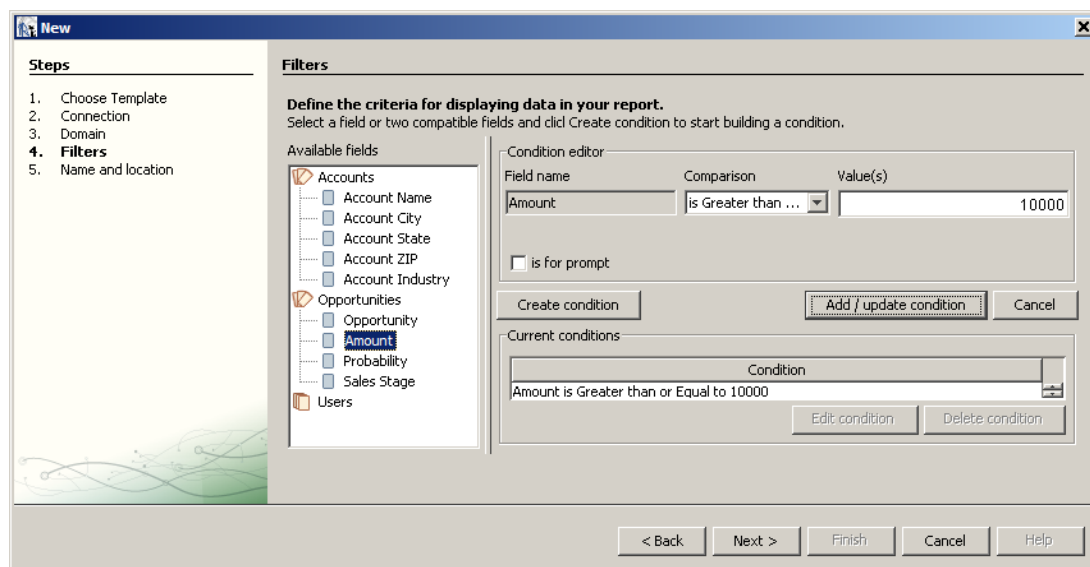 New
Steps
1. Choose Template
2. Connection
3. Domain
4. Filters
5. Name and location
Filters
Define the criteria for displaying data in your report.
Select a field or two compatible fields and clicl Create condition to start building a condition.
Available fields
Accounts
Account Name
Account City
Account State
Account ZIP
Account Industry
Opportunities
Opportunity
Amount
Probability
Sales Stage
Users
Condition editor
Field name Comparison Value(s)
Amount is Greater than ... 10000
is for prompt
Create condition Add / update condition Cancel
Current conditions
Condition
Amount is Greater than or Equal to 10000
Edit condition Delete condition
< Back Next > Finish Cancel Help